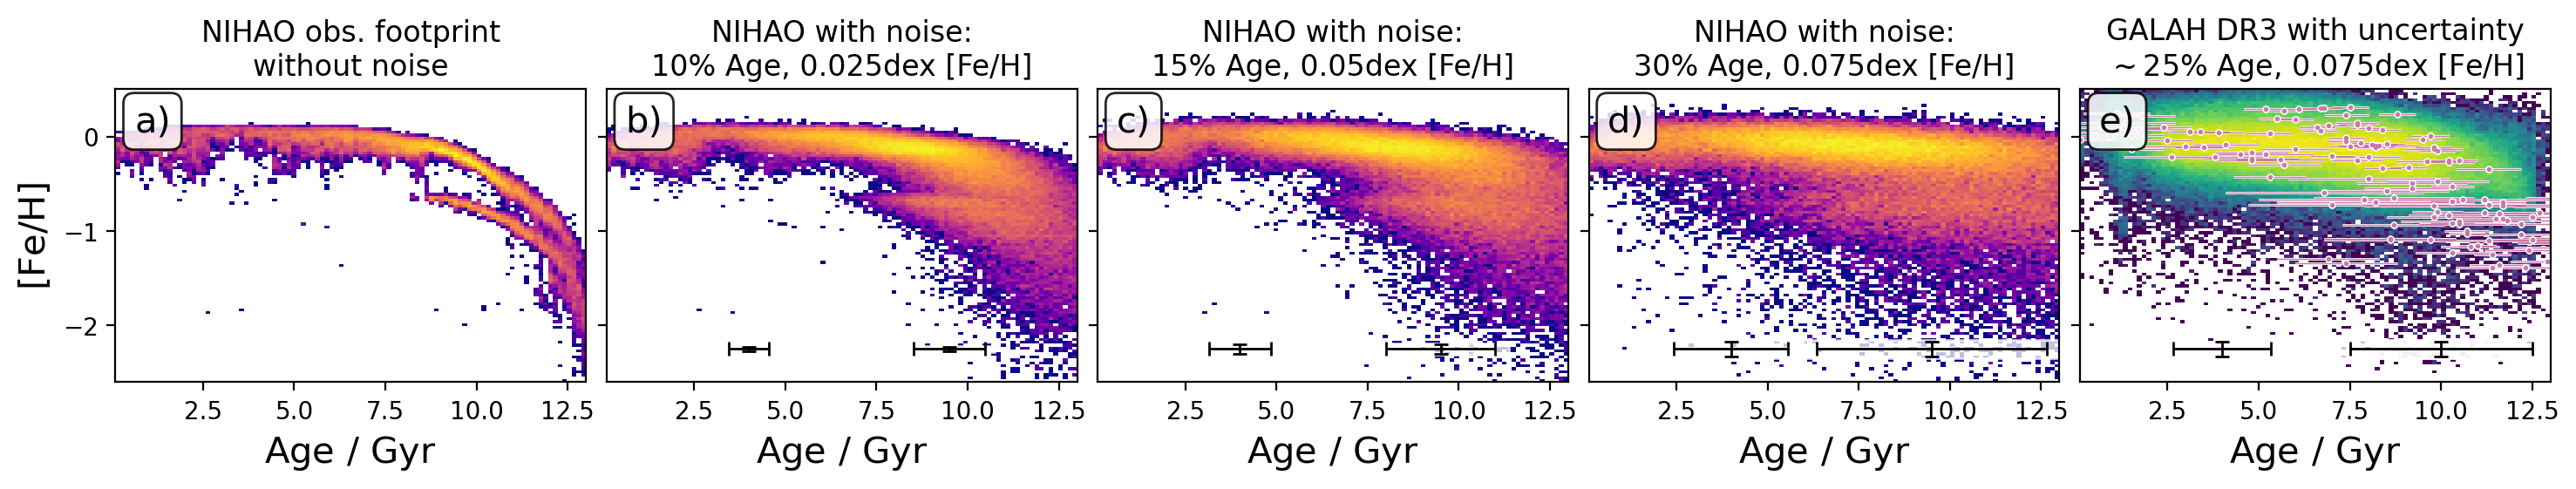 NIHAO obs. footprint
without noise
NIHAO with noise:
10% Age, 0.025dex [Fe/H]
NIHAO with noise:
15% Age, 0.05dex [Fe/H]
NIHAO with noise:
30% Age, 0.075dex [Fe/H]
GALAH DR3 with uncertainty
~ 25% Age, 0.075dex [Fe/H]
a)
b)
c)
d)
e)
[Fe/H]
0
−1
−2
2.5 5.0 7.5 10.0 12.5
2.5 5.0 7.5 10.0 12.5
2.5 5.0 7.5 10.0 12.5
2.5 5.0 7.5 10.0 12.5
2.5 5.0 7.5 10.0 12.5
Age / Gyr
Age / Gyr
Age / Gyr
Age / Gyr
Age / Gyr